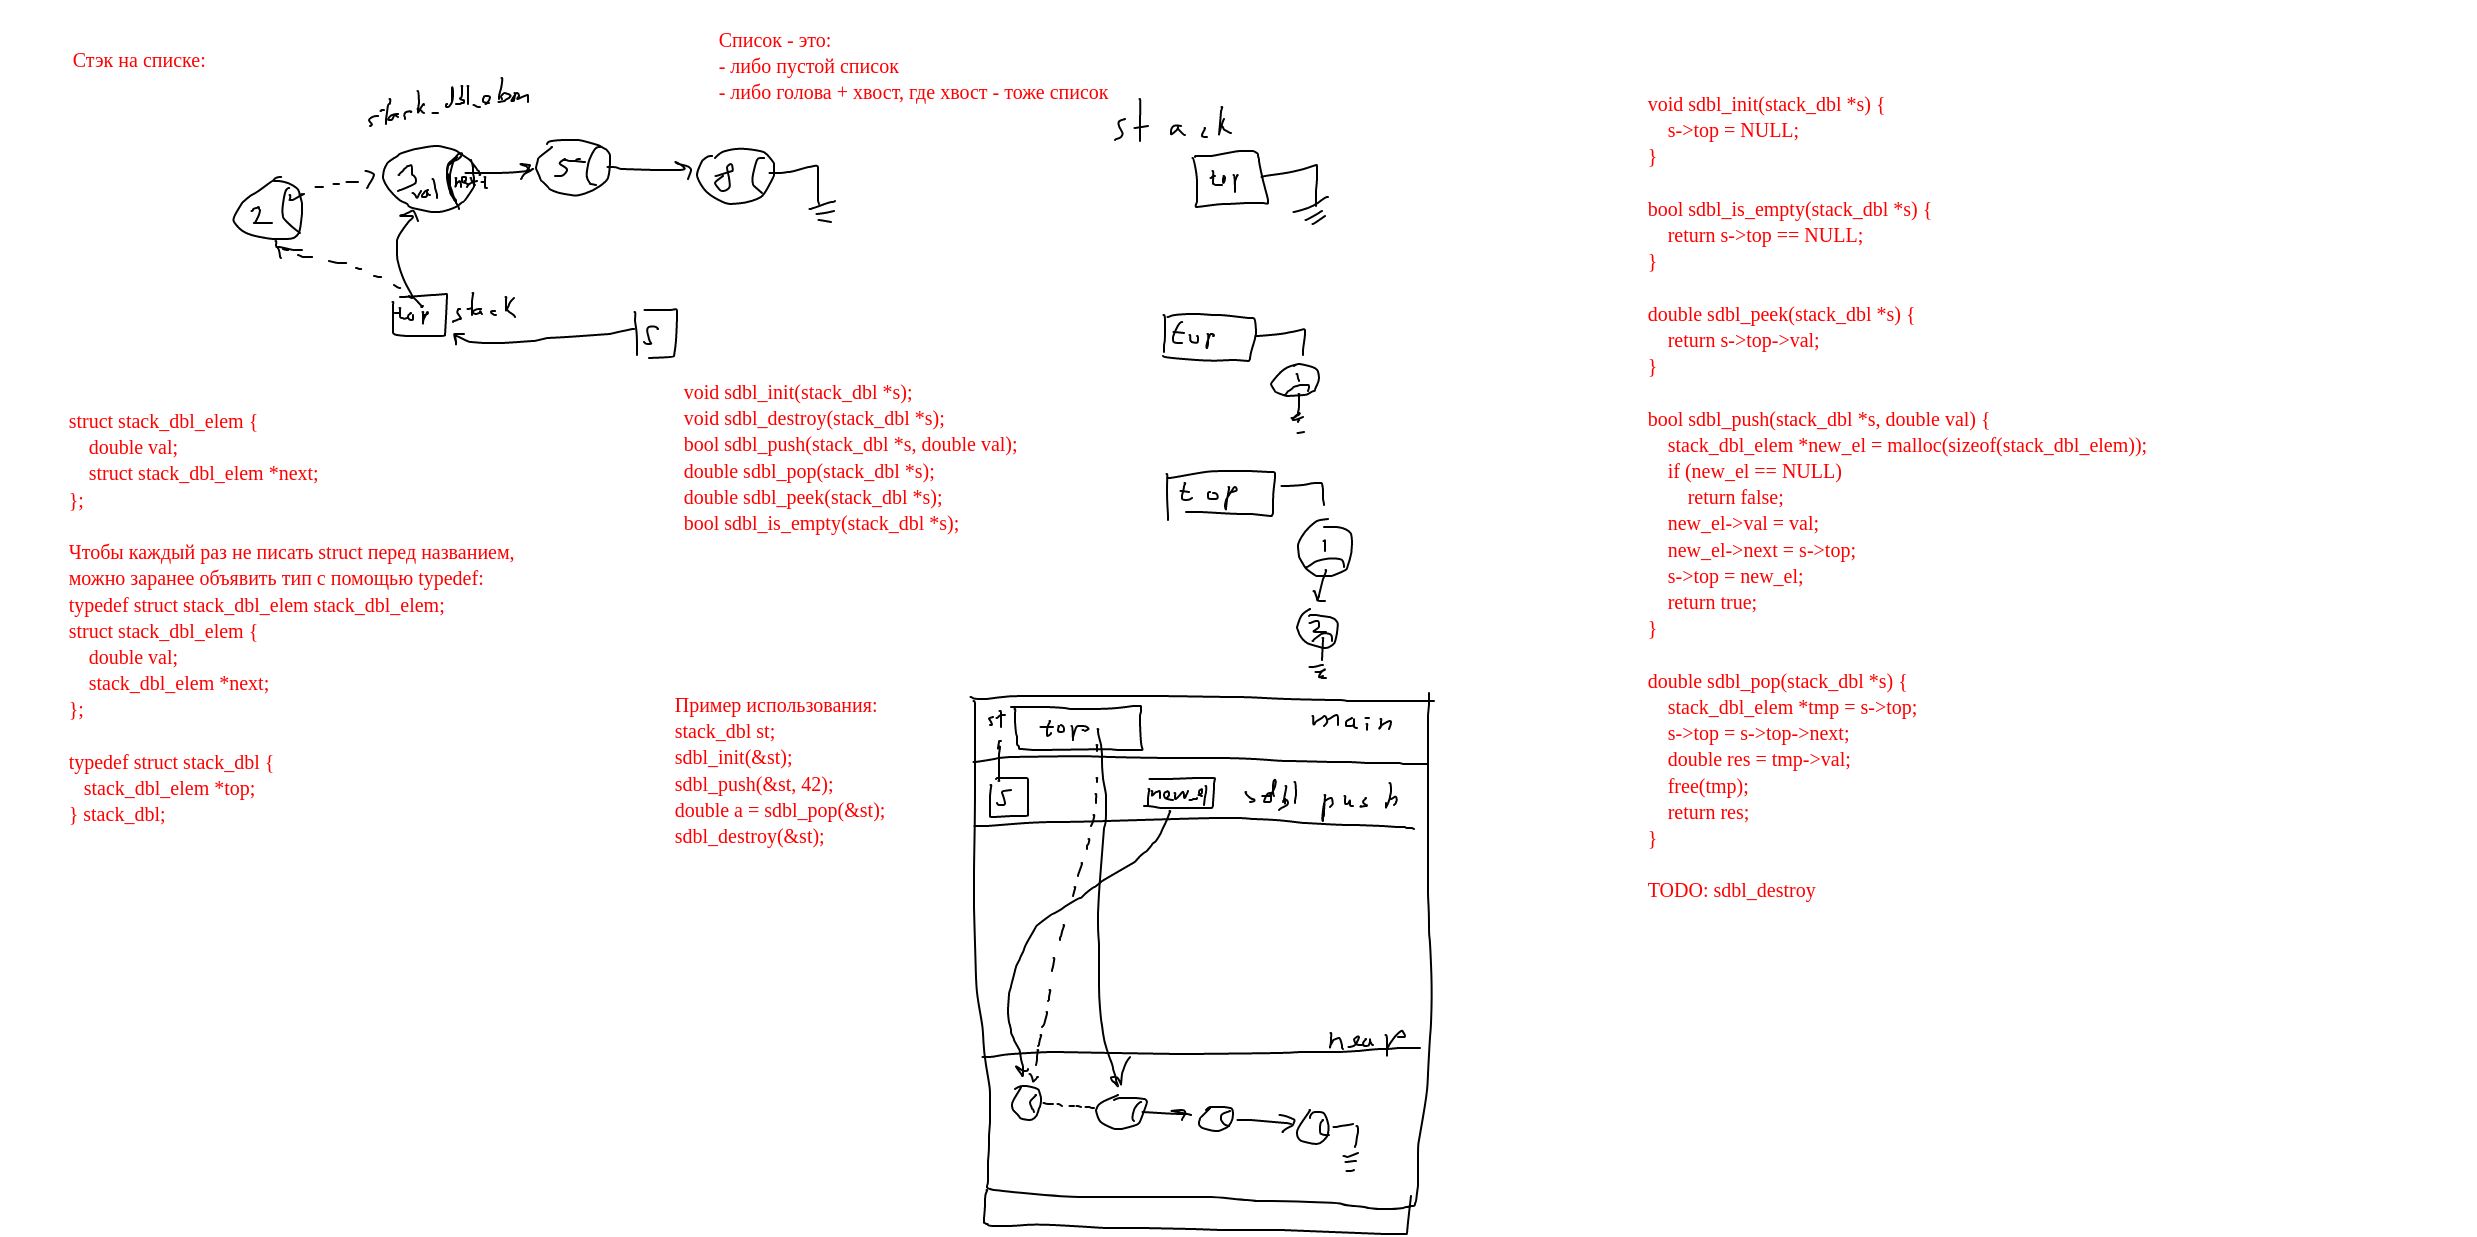 Стэк на списке:
stack_dbl_elem
2
3
val
next
5
8
top
stack
s
struct stack_dbl_elem {
double val;
struct stack_dbl_elem *next;
};
Чтобы каждый раз не писать struct перед названием,
можно заранее объявить тип с помощью typedef:
typedef struct stack_dbl_elem stack_dbl_elem;
struct stack_dbl_elem {
double val;
stack_dbl_elem *next;
};
typedef struct stack_dbl {
stack_dbl_elem *top;
} stack_dbl;
Список - это:
- либо пустой список
- либо голова + хвост, где хвост - тоже список
void sdbl_init(stack_dbl *s);
void sdbl_destroy(stack_dbl *s);
bool sdbl_push(stack_dbl *s, double val);
double sdbl_pop(stack_dbl *s);
double sdbl_peek(stack_dbl *s);
bool sdbl_is_empty(stack_dbl *s);
Пример использования:
stack_dbl st;
sdbl_init(&st);
sdbl_push(&st, 42);
double a = sdbl_pop(&st);
sdbl_destroy(&st);
stack
top
top
1
top
1
2
st
top
main
s
new_el
sdbl push
heap
void sdbl_init(stack_dbl *s) {
s->top = NULL;
}
bool sdbl_is_empty(stack_dbl *s) {
return s->top == NULL;
}
double sdbl_peek(stack_dbl *s) {
return s->top->val;
}
bool sdbl_push(stack_dbl *s, double val) {
stack_dbl_elem *new_el = malloc(sizeof(stack_dbl_elem));
if (new_el == NULL)
return false;
new_el->val = val;
new_el->next = s->top;
s->top = new_el;
return true;
}
double sdbl_pop(stack_dbl *s) {
stack_dbl_elem *tmp = s->top;
s->top = s->top->next;
double res = tmp->val;
free(tmp);
return res;
}
TODO: sdbl_destroy